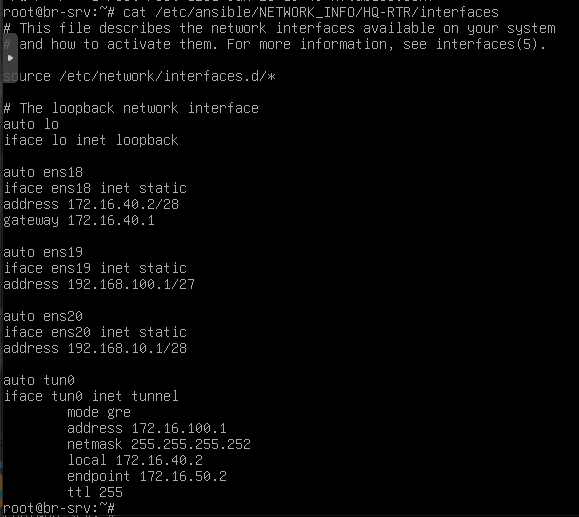 root@br-srv:~# cat /etc/ansible/NETWORK_INFO/HQ-RTR/interfaces
# This file describes the network interfaces available on your system
# and how to activate them. For more information, see interfaces(5).
source /etc/network/interfaces.d/*
# The loopback network interface
auto lo
iface lo inet loopback
auto ens18
iface ens18 inet static
address 172.16.40.2/28
gateway 172.16.40.1
auto ens19
iface ens19 inet static
address 192.168.100.1/27
auto ens20
iface ens20 inet static
address 192.168.10.1/28
auto tun0
iface tun0 inet tunnel
mode gre
address 172.16.100.1
netmask 255.255.255.252
local 172.16.40.2
endpoint 172.16.50.2
ttl 255
root@br-srv:~#